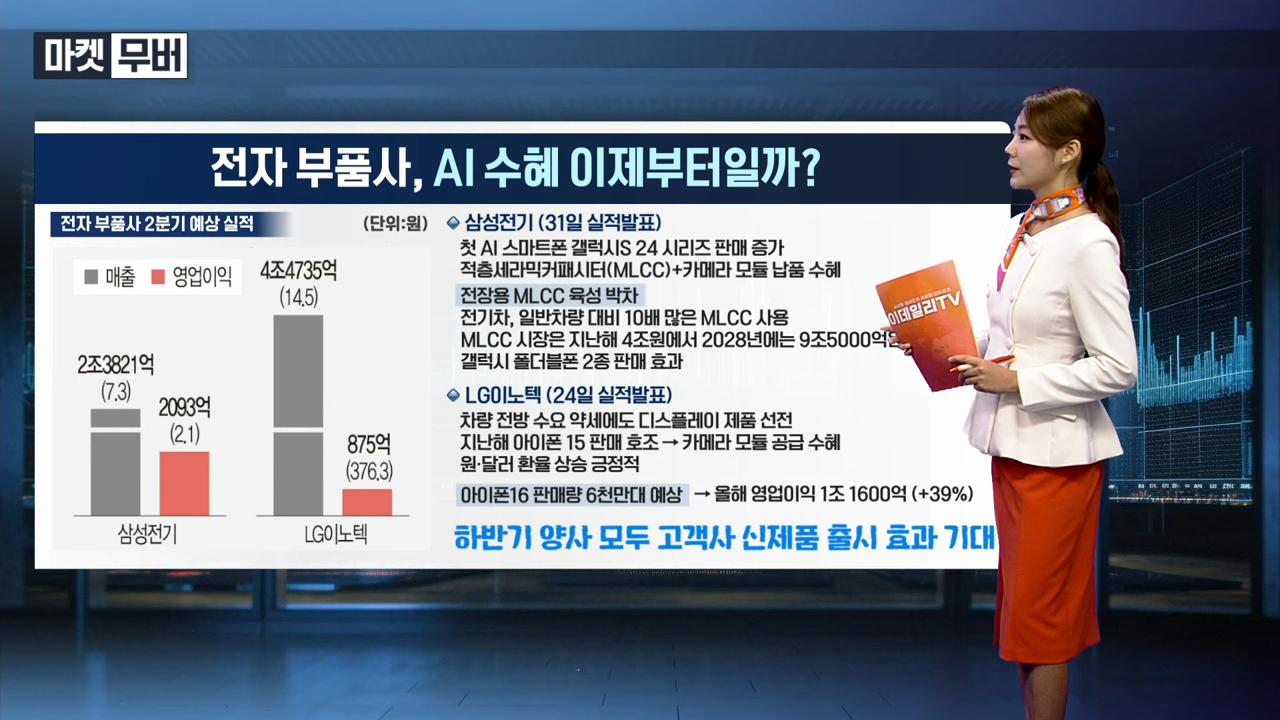 마켓무버
전자 부품사, AI 수혜 이제부터일까?
전자 부품사 2분기 예상 실적
(단위:원)
매출 영업이익
2조3821억
(7.3)
2093억
(2.1)
삼성전기
4조4735억
(14.5)
875억
(376.3)
LG이노텍
삼성전기 (31일 실적발표)
첫 AI 스마트폰 갤럭시S 24 시리즈 판매 증가
적층세라믹커패시터(MLCC)+카메라 모듈 납품 수혜
전장용 MLCC 육성 박차
전기차, 일반차량 대비 10배 많은 MLCC 사용
MLCC 시장은 지난해 4조원에서 2028년에는 9조5000억
갤럭시 폴더블폰 2종 판매 효과
LG이노텍 (24일 실적발표)
차량 전방 수요 약세에도 디스플레이 제품 선전
지난해 아이폰 15 판매 호조 → 카메라 모듈 공급 수혜
원·달러 환율 상승 긍정적
아이폰16 판매량 6천만대 예상 → 올해 영업이익 1조 1600억 (+39%)
하반기 양사 모두 고객사 신제품 출시 효과 기대
이데일리TV